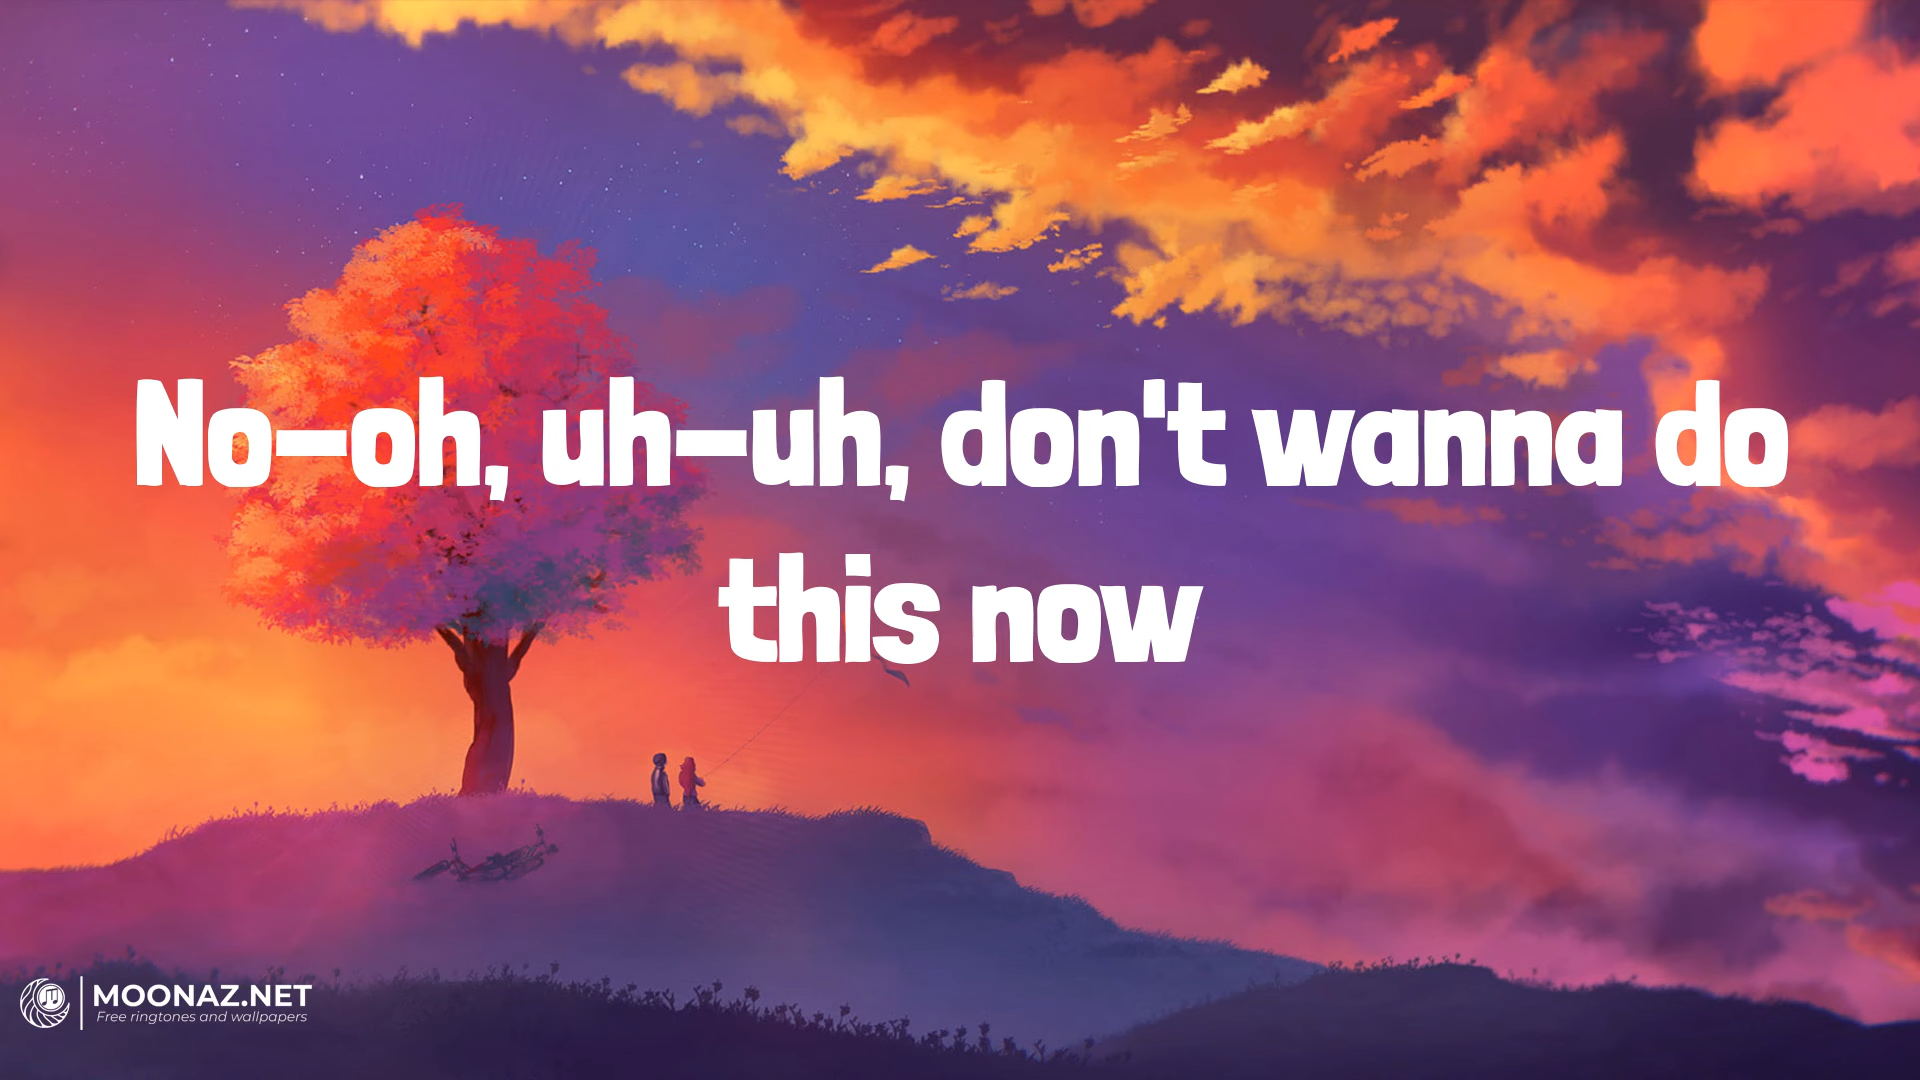 No-oh, uh-uh, don't wanna do
this now
MOONAZ.NET
Free ringtones and wallpapers